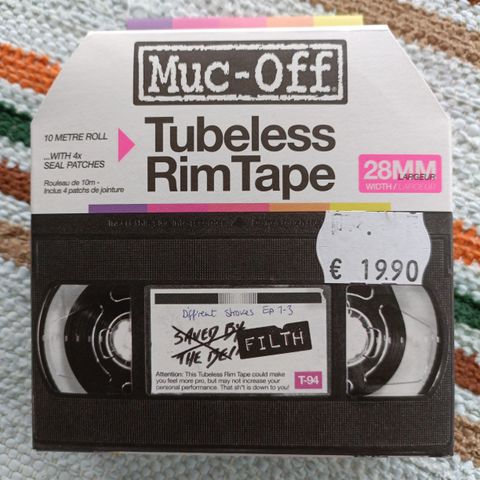 Muc-Off
10 METRE ROLL
...WITH 4x
SEAL PATCHES
Rouleau de 10m -
Inclus 4 patchs de jointure
Tubeless
Rim Tape
28MM
LARGEUR
WIDTH / LARGEUR
€ 19.90
Diffrent Strokes Ep 1-3
SAVED BY
THE BEL
FILTH
Attention: This Tubeless Rim Tape could make
you feel more pro, but may not increase your
personal performance. That sh*t is down to you!
T-94